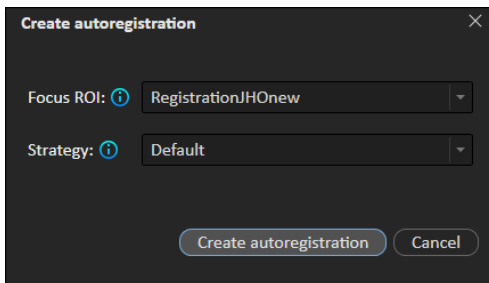 Create autoregistration
Focus ROI: RegistrationJHOnew
Strategy: Default
Create autoregistration Cancel